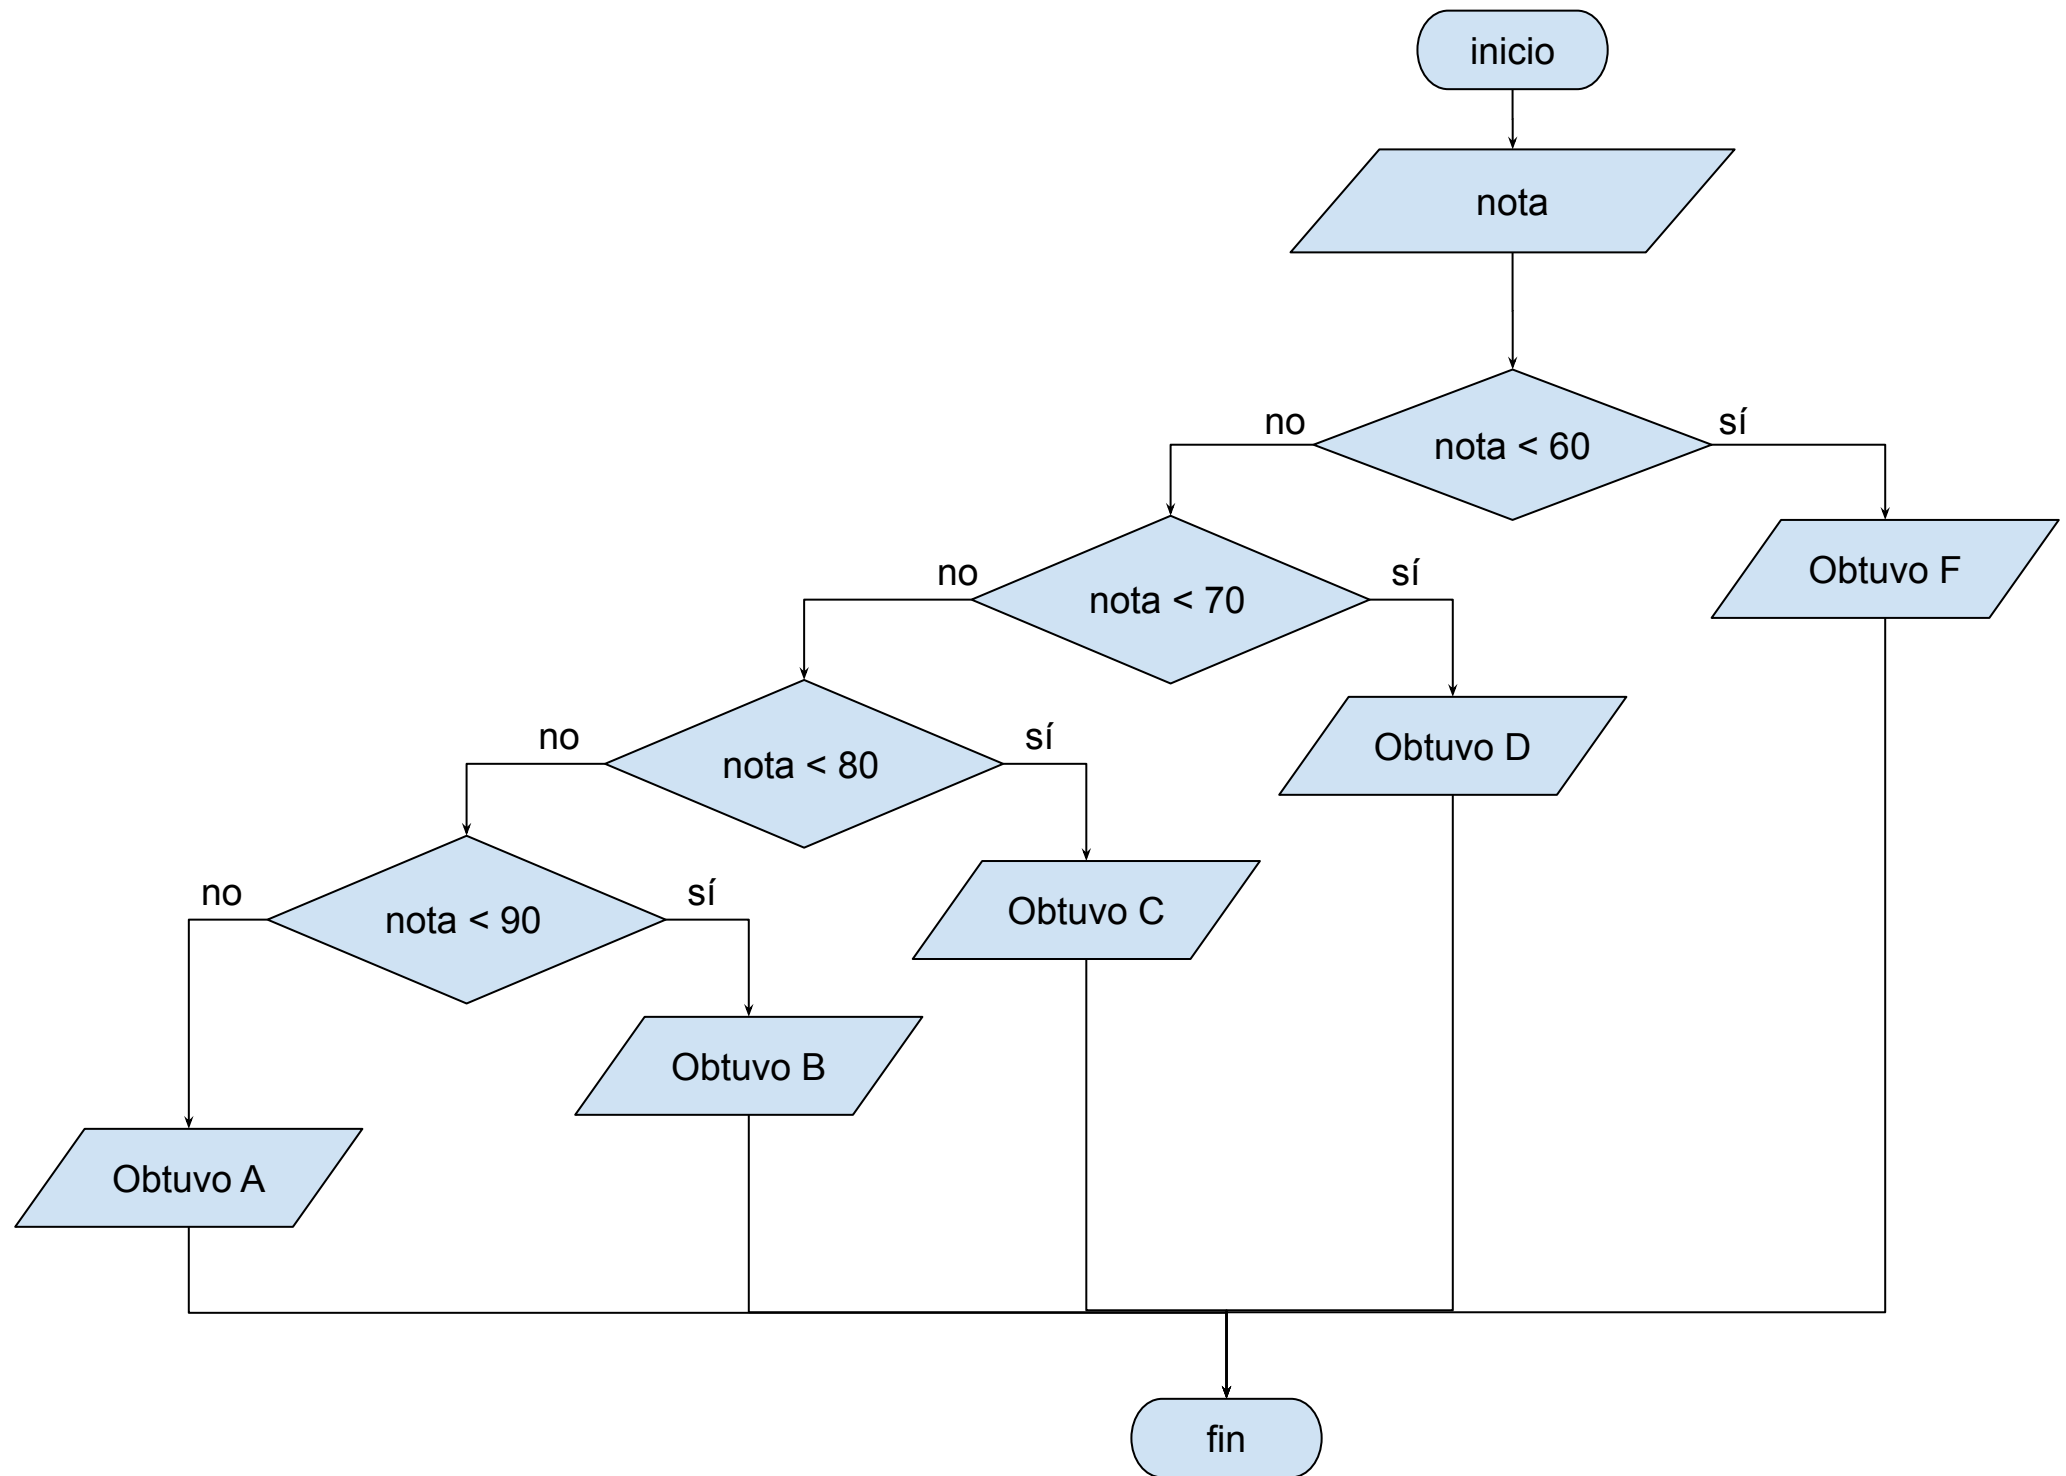 inicio
nota
no
sí
nota < 60
no
sí
Obtuvo F
nota < 70
no
sí
Obtuvo D
nota < 80
no
sí
Obtuvo C
nota < 90
Obtuvo B
Obtuvo A
fin